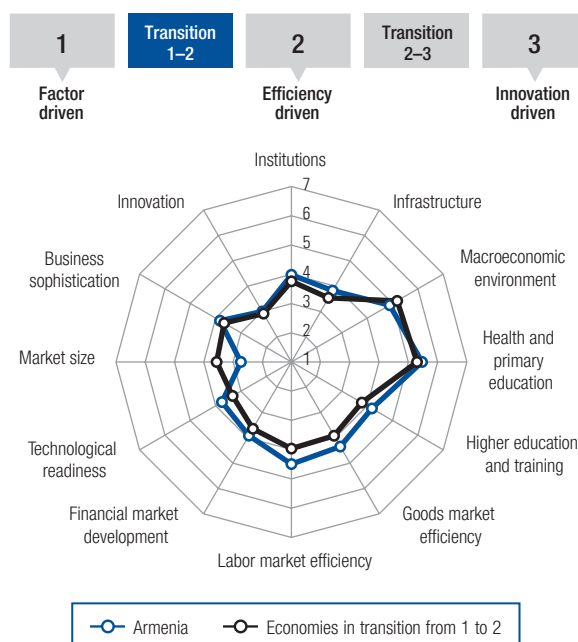 1
Transition
1–2
2
Transition
2–3
3
Factor
driven
Efficiency
driven
Innovation
driven
Institutions
7
6
5
4
3
2
1
Infrastructure
Macroeconomic
environment
Health and
primary
education
Higher education
and training
Goods market
efficiency
Labor market efficiency
Financial market
development
Technological
readiness
Market size
Business
sophistication
Innovation
Armenia
Economies in transition from 1 to 2